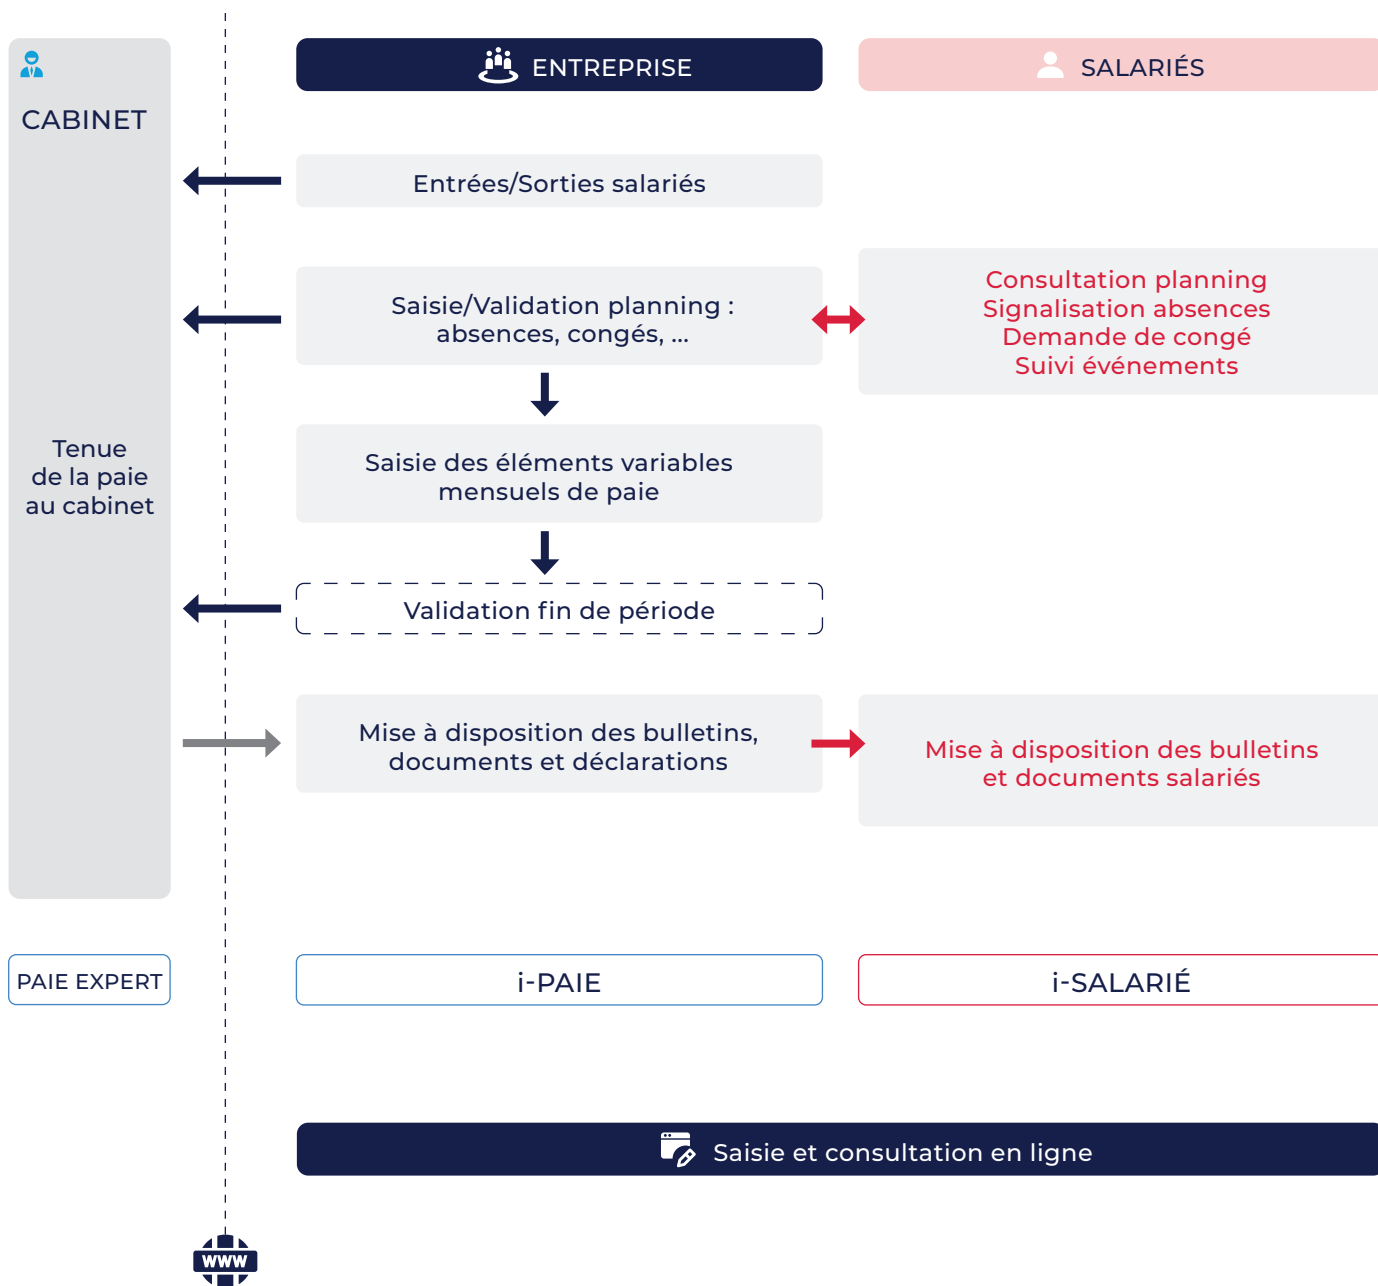 CABINET
ENTREPRISE
SALARIÉS
Entrées/Sorties salariés
Saisie/Validation planning :
absences, congés, ...
Consultation planning
Signalisation absences
Demande de congé
Suivi événements
Tenue
de la paie
au cabinet
Saisie des éléments variables
mensuels de paie
Validation fin de période
Mise à disposition des bulletins,
documents et déclarations
Mise à disposition des bulletins
et documents salariés
PAIE EXPERT
i-PAIE
i-SALARIÉ
Saisie et consultation en ligne
WWW